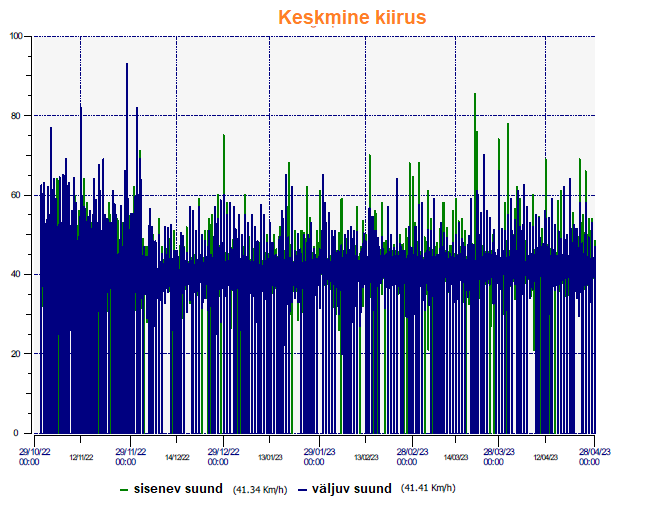 Keskmine kiirus
100
80
60
40
20
0
29/10/22 12/11/22 29/11/22 14/12/22 29/12/22 13/01/23 29/01/23 13/02/23 28/02/23 14/03/23 28/03/23 12/04/23 28/04/23
00:00 00:00 00:00 00:00 00:00 00:00 00:00
sisenev suund (41.34 Km/h) väljuv suund (41.41 Km/h)